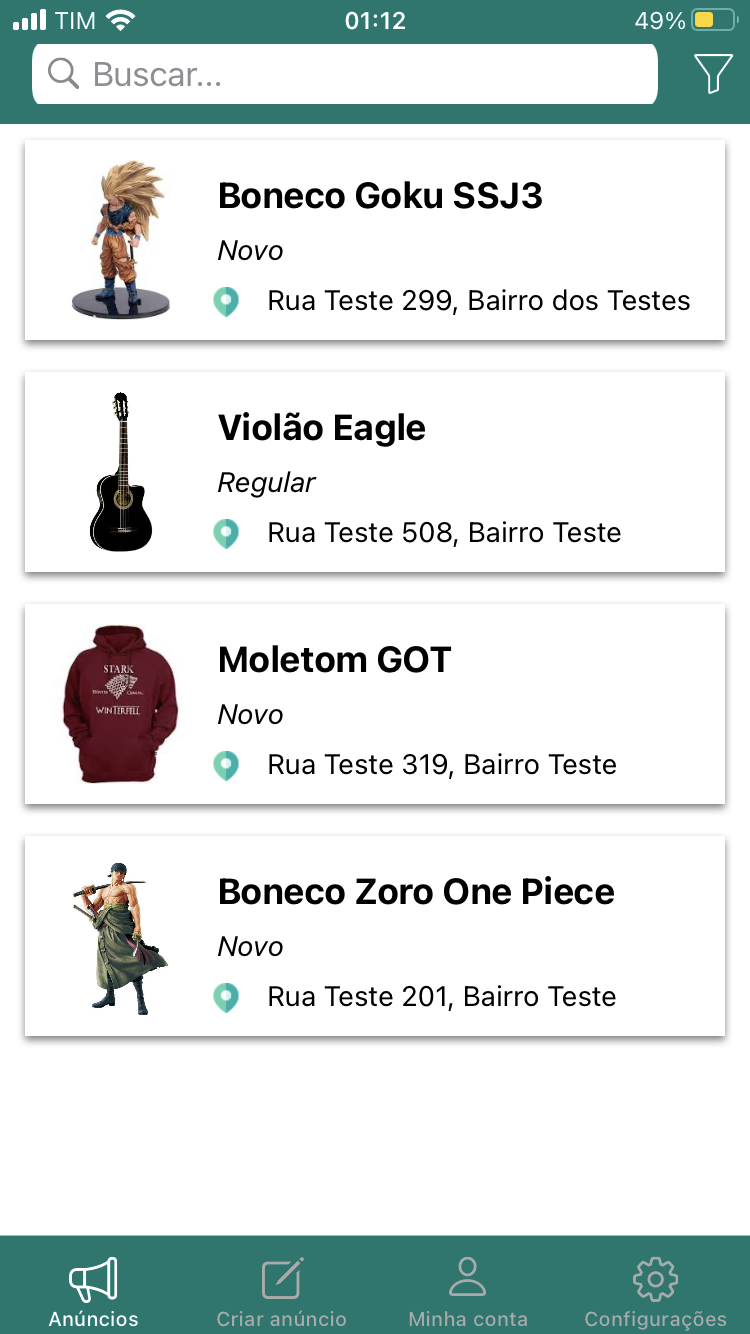 TIM 01:12 49%
Buscar...
Boneco Goku SSJ3
Novo
Rua Teste 299, Bairro dos Testes
Violão Eagle
Regular
Rua Teste 508, Bairro Teste
STARK
WINTERFELL
Moletom GOT
Novo
Rua Teste 319, Bairro Teste
Boneco Zoro One Piece
Novo
Rua Teste 201, Bairro Teste
Anúncios Criar anúncio Minha conta Configurações